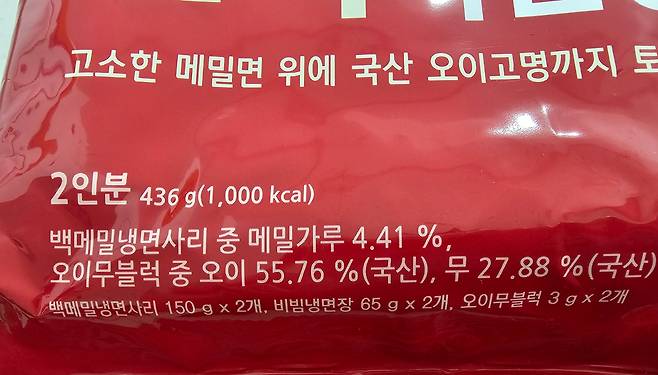 고소한 메밀면 위에 국산 오이고명까지
2인분 436 g(1,000 kcal)
백메밀냉면사리 중 메밀가루 4.41 %,
오이무블럭 중 오이 55.76 %(국산), 무 27.88 %(국산)
백메밀냉면사리 150 g x 2개, 비빔냉면장 65 g x 2개, 오이무블럭 3 g x 2개